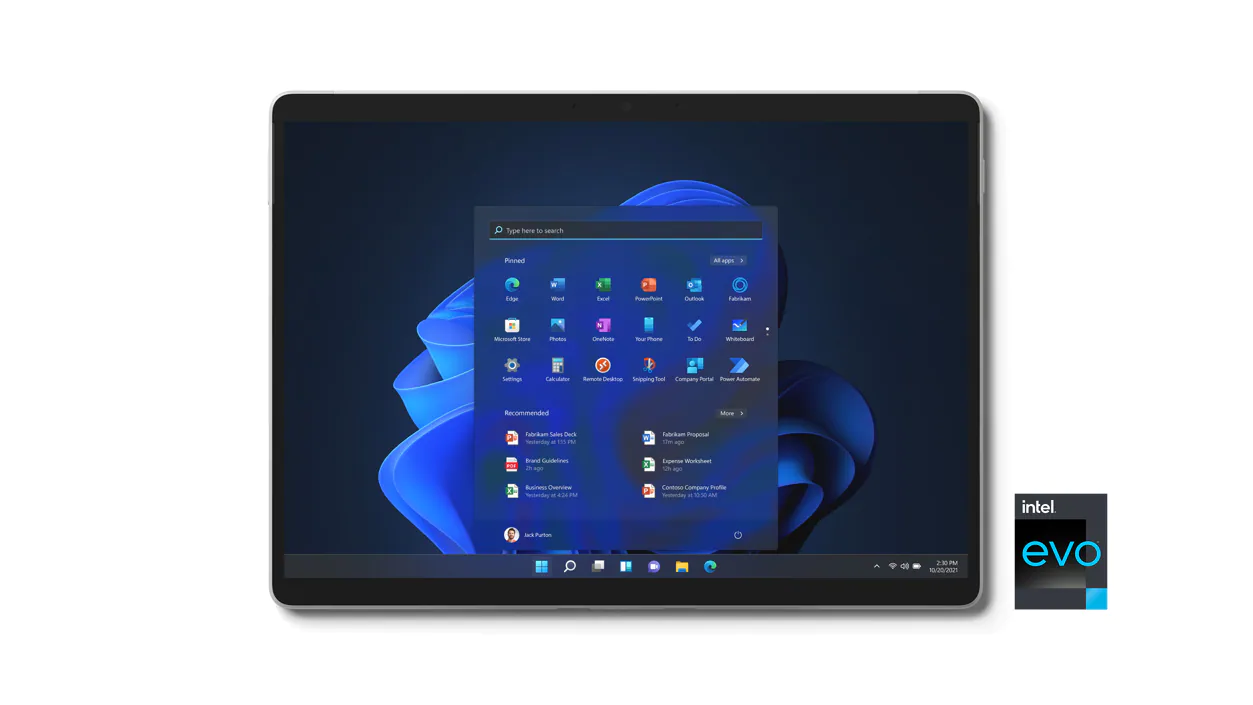 Type here to search
Pinned
All apps
Edge
Word
Excel
PowerPoint
Outlook
Fabrikam
Microsoft Store
Photos
OneNote
Your Phone
To Do
Whiteboard
Settings
Calculator
Remote Desktop
Snipping Tool
Company Portal
Power Automate
Recommended
More
Fabrikam Sales Deck
Yesterday at 1:15 PM
Fabrikam Proposal
17m ago
Brand Guidelines
2h ago
Expense Worksheet
12h ago
Business Overview
Yesterday at 4:24 PM
Contoso Company Profile
Yesterday at 10:50 AM
Jack Purton
2:30 PM
10/20/2021
intel.
evo